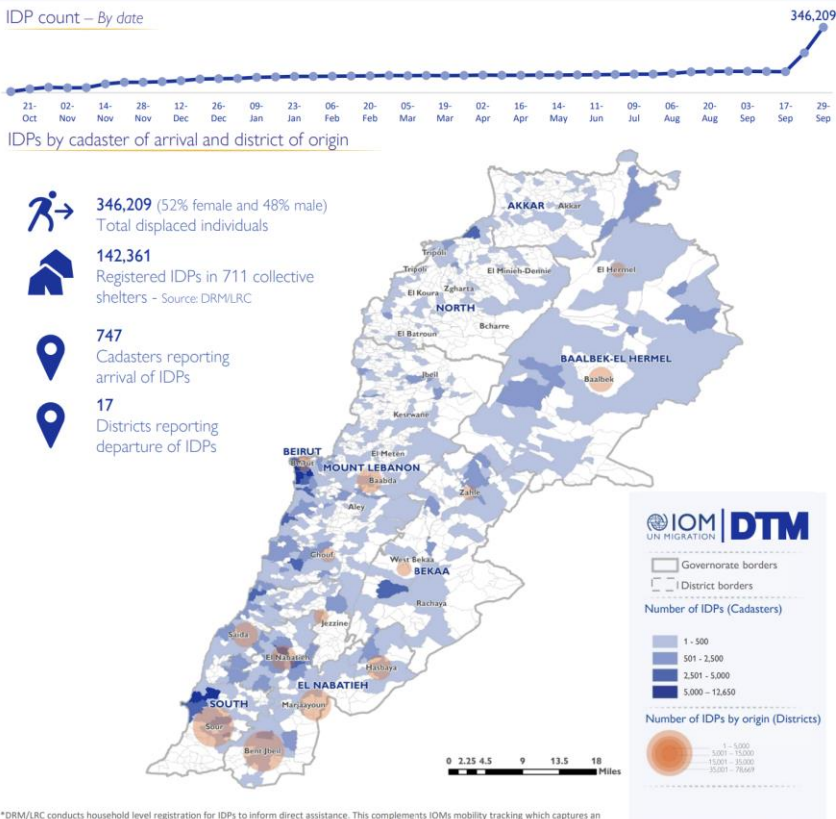 IDP count – By date
346,209
21-Oct
02-Nov
14-Nov
28-Nov
12-Dec
26-Dec
09-Jan
23-Jan
06-Feb
20-Feb
05-Mar
19-Mar
02-Apr
16-Apr
14-May
11-Jun
09-Jul
06-Aug
20-Aug
03-Sep
17-Sep
29-Sep
IDPs by cadaster of arrival and district of origin
346,209 (52% female and 48% male)
Total displaced individuals
142,361
Registered IDPs in 711 collective
shelters - Source: DRM/LRC
747
Cadasters reporting
arrival of IDPs
17
Districts reporting
departure of IDPs
AKKAR
Akkar
Tripoli
Tripoli
El Minieh-Dennie
El Hermel
El Koura
Zgharta
NORTH
Bcharre
El Batroun
BAALBEK-EL HERMEL
Jbeil
Baalbek
Kesrwane
BEIRUT
El Meten
MOUNT LEBANON
Baabda
Zahle
Aley
Chouf
West Bekaa
BEKAA
Rachaya
Jezzine
Saida
El Nabatieh
Hasbaya
EL NABATIEH
SOUTH
Marjaayoun
Sour
Bent Jbeil
0 2.25 4.5 9 13.5 18
Miles
IOM
UN MIGRATION
DTM
Governorate borders
District borders
Number of IDPs (Cadasters)
1 - 500
501 - 2,500
2,501 - 5,000
5,000 – 12,650
Number of IDPs by origin (Districts)
1 - 5,000
5,001 - 15,000
15,001 - 35,000
35,001 - 78,669
*DRM/LRC conducts household level registration for IDPs to inform direct assistance. This complements IOMs mobility tracking which captures an